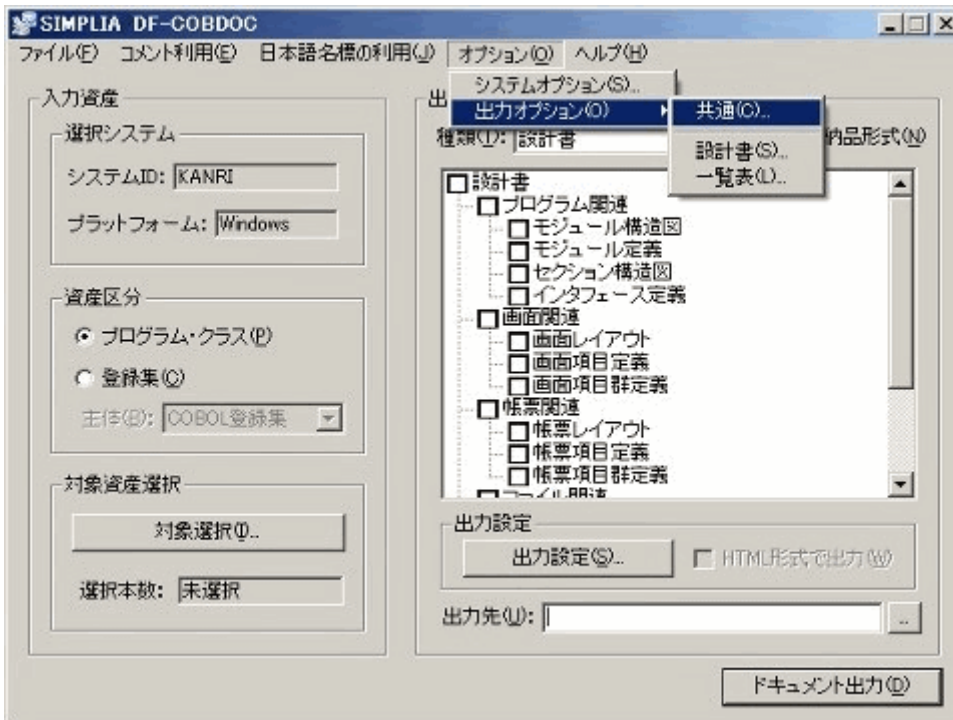 SIMPLIA DF-COBDOC
ファイル(F) コメント利用(E) 日本語名標の利用(J) オプション(O) ヘルプ(H)
システムオプション(S)...
出力オプション(O)
共通(C)...
設計書(S)...
一覧表(L)...
入力資産
選択システム
システムID: KANRI
プラットフォーム: Windows
資産区分
プログラム・クラス(P)
登録集(C)
主体(B): COBOL登録集
対象資産選択
対象選択(I)...
選択本数: 未選択
出
種類(T): 設計書
納品形式(N)
設計書
プログラム関連
モジュール構造図
モジュール定義
セクション構造図
インタフェース定義
画面関連
画面レイアウト
画面項目定義
画面項目群定義
帳票関連
帳票レイアウト
帳票項目定義
帳票項目群定義
ファイル関連
出力設定
出力設定(S)...
HTML形式で出力(W)
出力先(U):
..
ドキュメント出力(D)